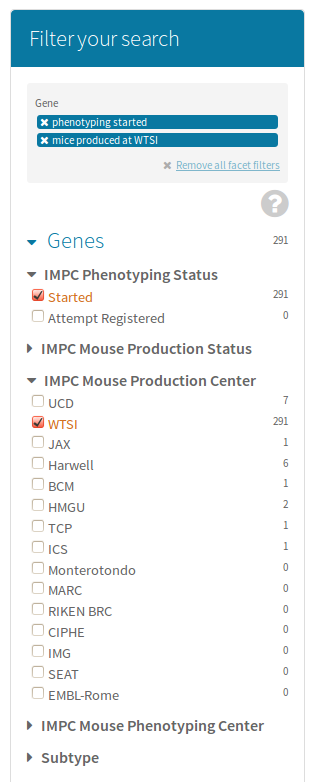 Filter your search
Gene
✖ phenotyping started
✖ mice produced at WTSI
✖ Remove all facet filters
?
Genes 291
IMPC Phenotyping Status
Started 291
Attempt Registered 0
IMPC Mouse Production Status
IMPC Mouse Production Center
UCD 7
WTSI 291
JAX 1
Harwell 6
BCM 1
HMGU 2
TCP 1
ICS 1
Monterotondo 0
MARC 0
RIKEN BRC 0
CIPHE 0
IMG 0
SEAT 0
EMBL-Rome 0
IMPC Mouse Phenotyping Center
Subtype